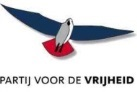 PARTIJ VOOR DE VRIJHEID